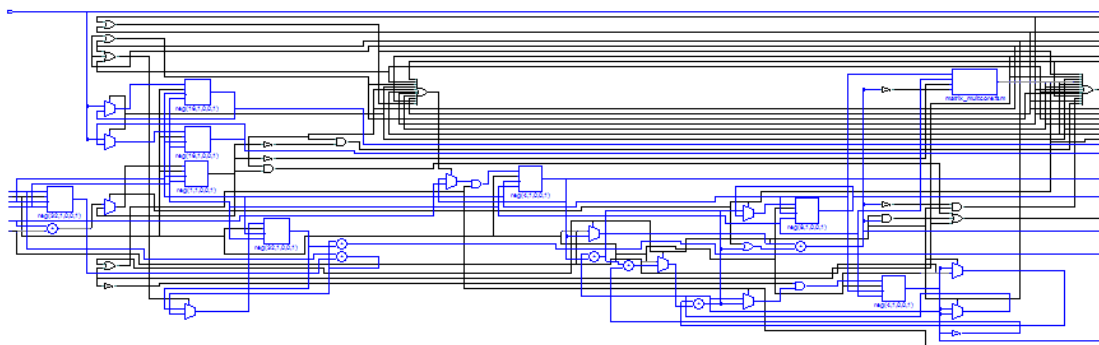 reg(16,1,0,0,1)
matrix_multcore:fsm
reg(16,1,0,0,1)
reg(1,1,0,0,1)
reg(4,1,0,0,1)
reg(32,1,0,0,1)
reg(8,1,0,0,1)
reg(32,1,0,0,1)
reg(4,1,0,0,1)